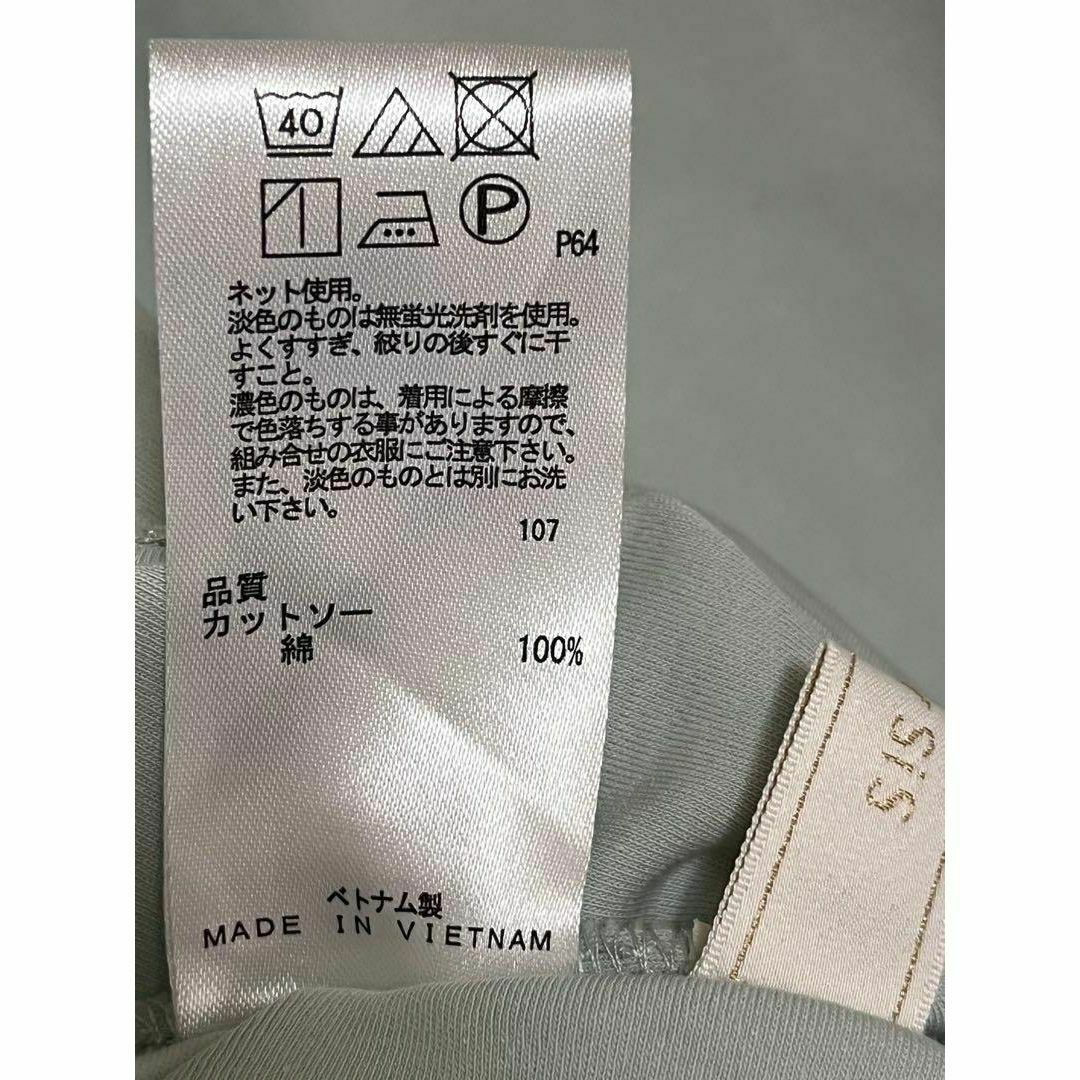 40
P
P64
ネット使用。
淡色のものは無蛍光洗剤を使用。
よくすすぎ、絞りの後すぐに干
すこと。
濃色のものは、着用による摩擦
で色落ちする事がありますので、
組み合せの衣服にご注意下さい。
また、淡色のものとは別にお洗
い下さい。
107
品質
カットソー
綿 100%
ベトナム製
MADE IN VIETNAM
SIS